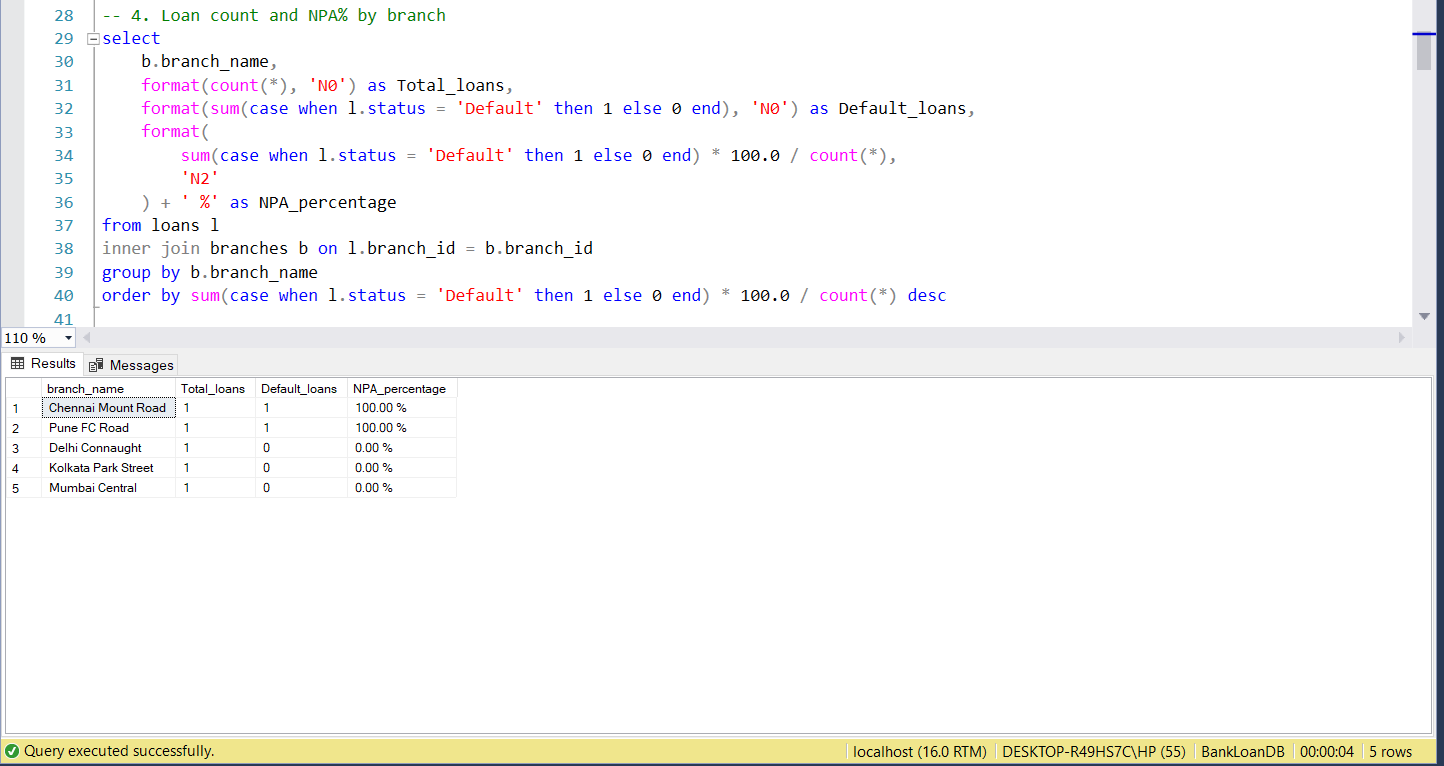 28 -- 4. Loan count and NPA% by branch
29 select
30 b.branch_name,
31 format(count(*), 'N0') as Total_loans,
32 format(sum(case when l.status = 'Default' then 1 else 0 end), 'N0') as Default_loans,
33 format(
34 sum(case when l.status = 'Default' then 1 else 0 end) * 100.0 / count(*),
35 'N2'
36 ) + ' %' as NPA_percentage
37 from loans l
38 inner join branches b on l.branch_id = b.branch_id
39 group by b.branch_name
40 order by sum(case when l.status = 'Default' then 1 else 0 end) * 100.0 / count(*) desc
41
110 %
Results Messages
branch_name Total_loans Default_loans NPA_percentage
1 Chennai Mount Road 1 1 100.00 %
2 Pune FC Road 1 1 100.00 %
3 Delhi Connaught 1 0 0.00 %
4 Kolkata Park Street 1 0 0.00 %
5 Mumbai Central 1 0 0.00 %
Query executed successfully. localhost (16.0 RTM) DESKTOP-R49HS7C\HP (55) BankLoanDB 00:00:04 5 rows